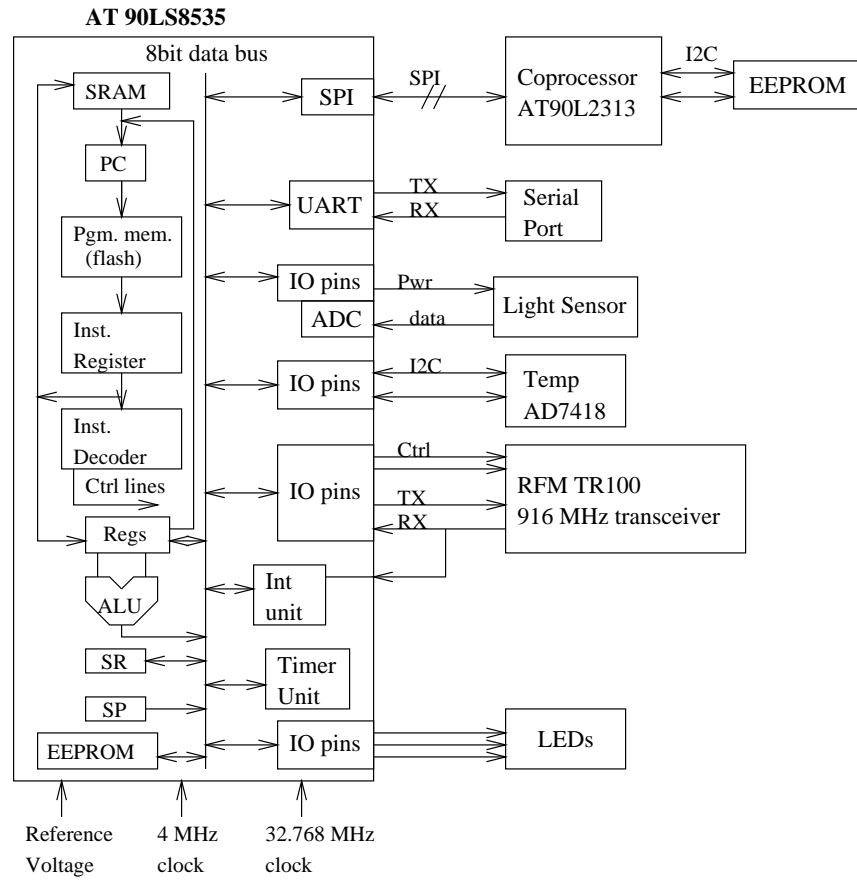 AT 90LS8535
8bit data bus
SRAM
PC
Pgm. mem.
(flash)
Inst.
Register
Inst.
Decoder
Ctrl lines
Regs
ALU
SR
SP
EEPROM
SPI
UART
IO pins
ADC
IO pins
IO pins
Int
unit
Timer
Unit
IO pins
SPI
Coprocessor
AT90L2313
I2C
EEPROM
TX
RX
Serial
Port
Pwr
data
Light Sensor
I2C
Temp
AD7418
Ctrl
TX
RX
RFM TR100
916 MHz transceiver
LEDs
Reference
Voltage
4 MHz
clock
32.768 MHz
clock